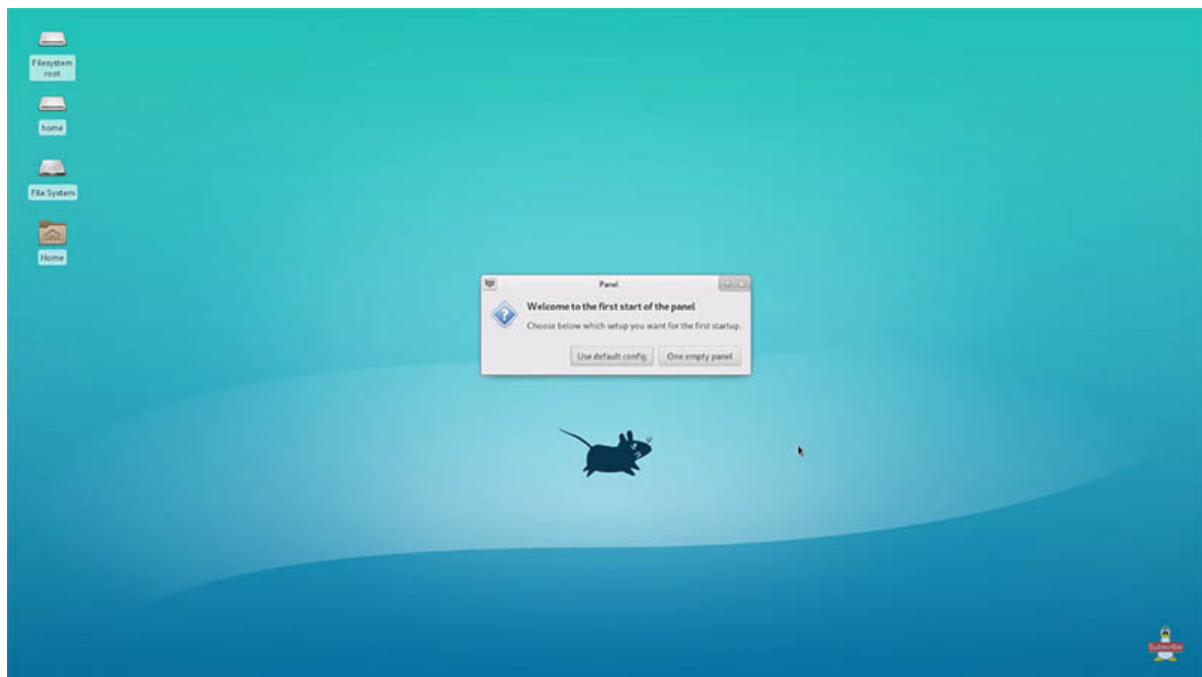 Filesystem
root
home
File System
Home
Panel
Welcome to the first start of the panel
Choose below which setup you want for the first startup.
Use default config
One empty panel
Subscribe